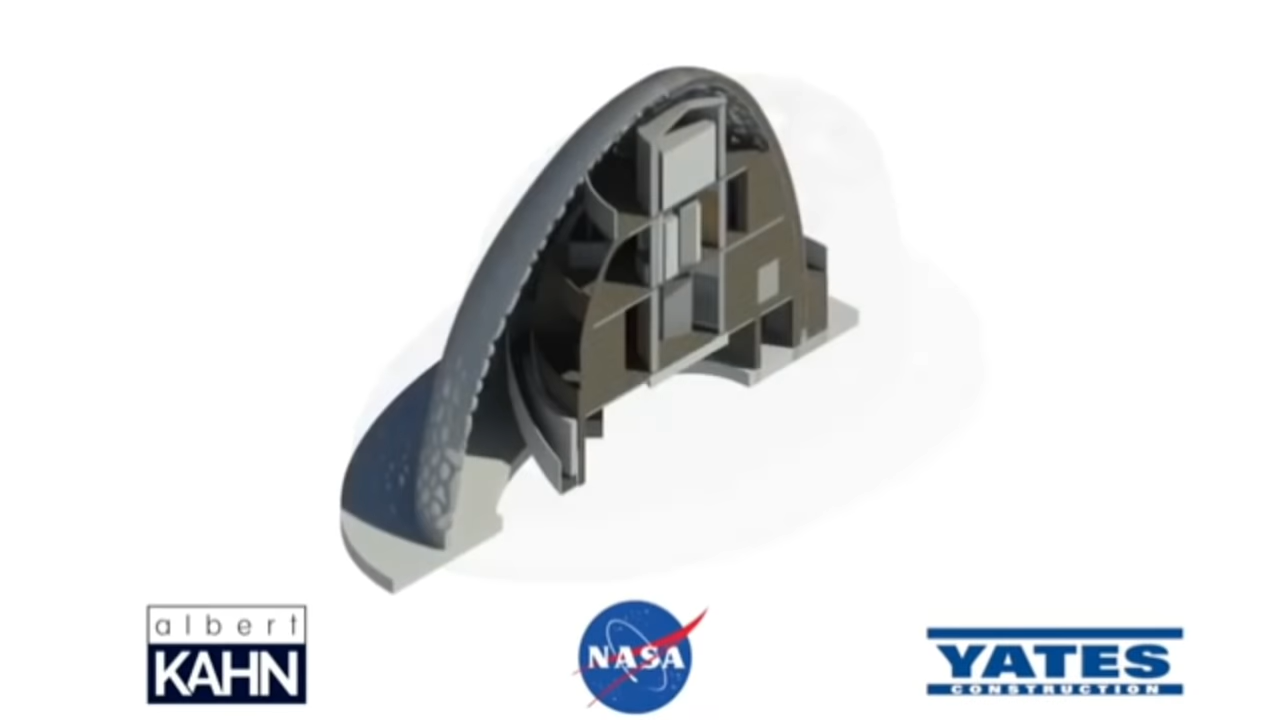 albert
KAHN
NASA
YATES
CONSTRUCTION